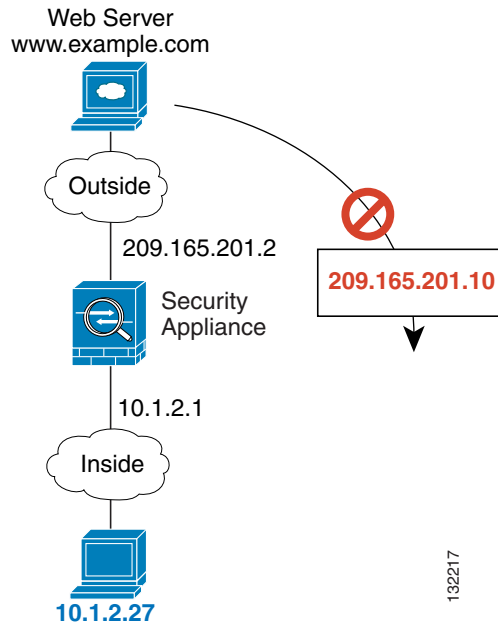 Web Server
www.example.com
Outside
209.165.201.2
209.165.201.10
Security
Appliance
10.1.2.1
Inside
10.1.2.27
132217